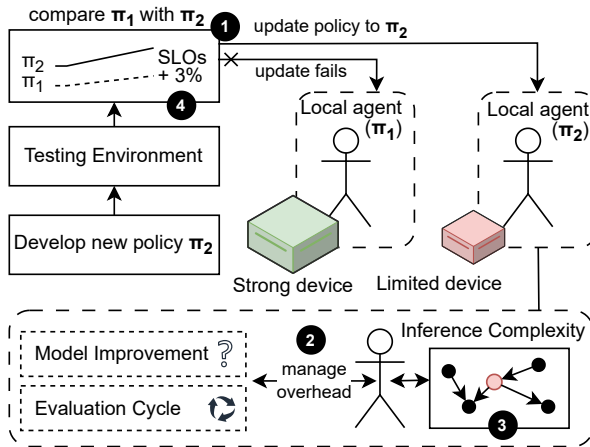 compare π₁ with π₂
1
update policy to π₂
π₂
π₁
SLOs
+ 3%
4
update fails
Local agent
(π₁)
Local agent
(π₂)
Testing Environment
Develop new policy π₂
Strong device
Limited device
Model Improvement ?
Evaluation Cycle
2
manage
overhead
Inference Complexity
3